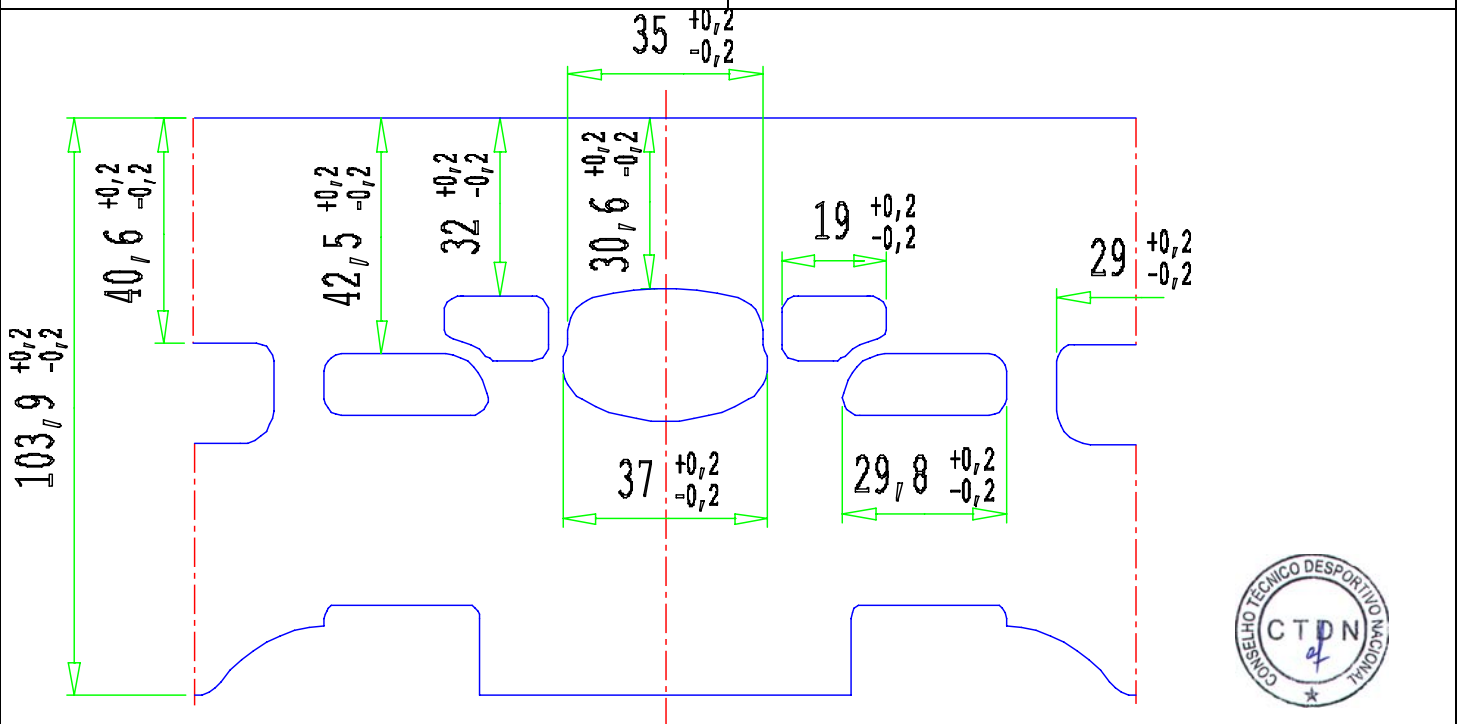 35 +0,2 -0,2
40,6 +0,2 -0,2
42,5 +0,2 -0,2
32 +0,2 -0,2
30,6 +0,2 -0,2
19 +0,2 -0,2
29 +0,2 -0,2
103,9 +0,2 -0,2
37 +0,2 -0,2
29,8 +0,2 -0,2
CONSELHO TÉCNICO DESPORTIVO NACIONAL
CTDN